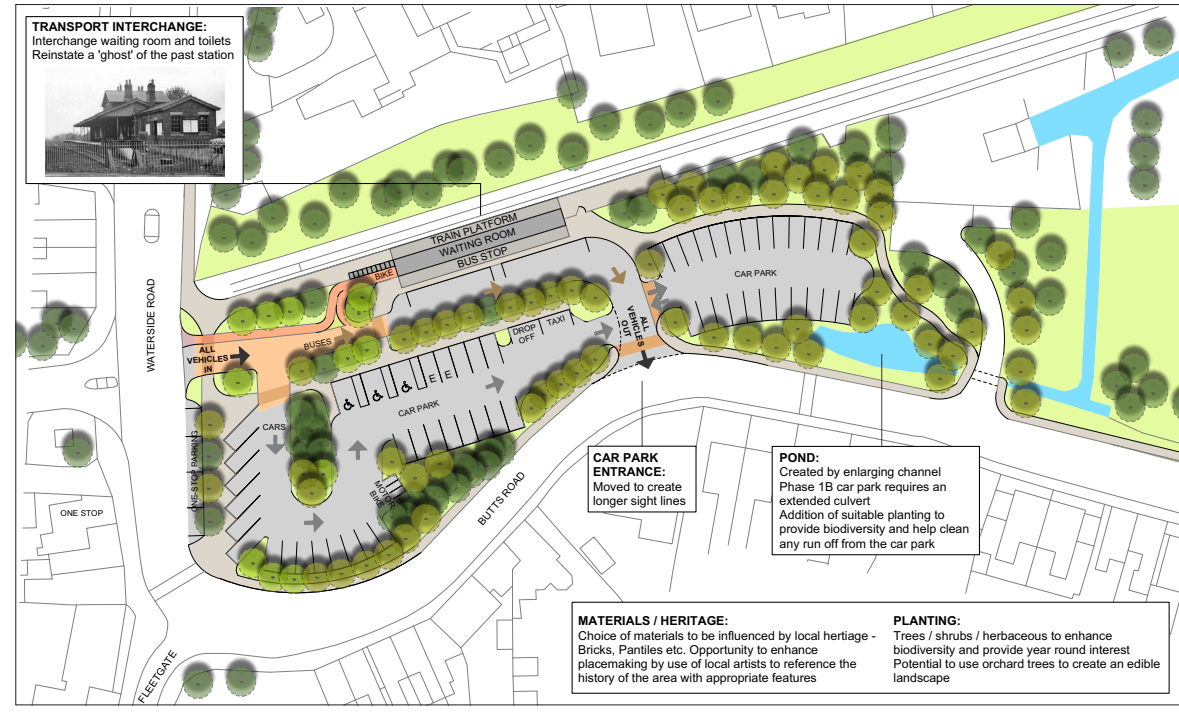 TRANSPORT INTERCHANGE:
Interchange waiting room and toilets
Reinstate a 'ghost' of the past station
WATERSIDE ROAD
TRAIN PLATFORM
WAITING ROOM
BUS STOP
BIKE
CAR PARK
ALL
VEHICLES
IN
BUSES
ALL
VEHICLES
OUT
DROP
OFF
TAXI
E E
CAR PARK
CARS
ONE-STOP PARKING
MOTOR
BIKE
ONE STOP
BUTTS ROAD
FLEETGATE
CAR PARK
ENTRANCE:
Moved to create
longer sight lines
POND:
Created by enlarging channel
Phase 1B car park requires an
extended culvert
Addition of suitable planting to
provide biodiversity and help clean
any run off from the car park
MATERIALS / HERITAGE:
Choice of materials to be influenced by local hertiage -
Bricks, Pantiles etc. Opportunity to enhance
placemaking by use of local artists to reference the
history of the area with appropriate features
PLANTING:
Trees / shrubs / herbaceous to enhance
biodiversity and provide year round interest
Potential to use orchard trees to create an edible
landscape